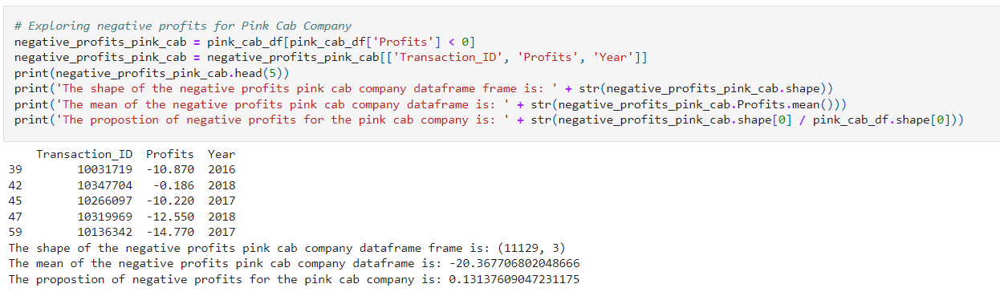 # Exploring negative profits for Pink Cab Company
negative_profits_pink_cab = pink_cab_df[pink_cab_df['Profits'] < 0]
negative_profits_pink_cab = negative_profits_pink_cab[['Transaction_ID', 'Profits', 'Year']]
print(negative_profits_pink_cab.head(5))
print('The shape of the negative profits pink cab company dataframe frame is: ' + str(negative_profits_pink_cab.shape))
print('The mean of the negative profits pink cab company dataframe is: ' + str(negative_profits_pink_cab.Profits.mean()))
print('The propostion of negative profits for the pink cab company is: ' + str(negative_profits_pink_cab.shape[0] / pink_cab_df.shape[0]))
Transaction_ID Profits Year
39 10031719 -10.870 2016
42 10347704 -0.186 2018
45 10266097 -10.220 2017
47 10319969 -12.550 2018
59 10136342 -14.770 2017
The shape of the negative profits pink cab company dataframe frame is: (11129, 3)
The mean of the negative profits pink cab company dataframe is: -20.367706802048666
The propostion of negative profits for the pink cab company is: 0.13137609047231175